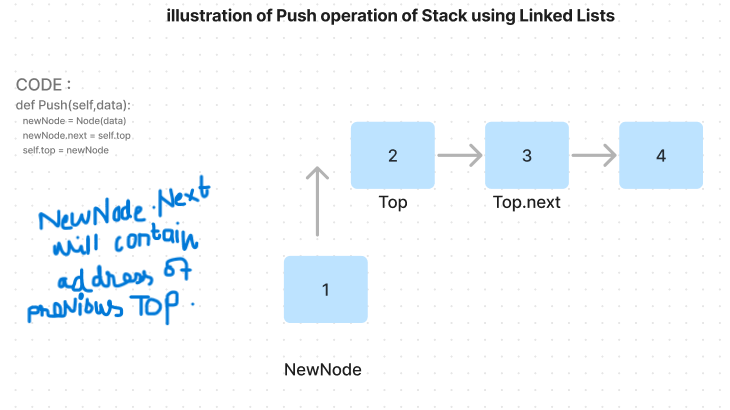 illustration of Push operation of Stack using Linked Lists
CODE :
def Push(self,data):
newNode = Node(data)
newNode.next = self.top
self.top = newNode
2
3
4
Top
Top.next
NewNode.Next
will contain
address of
previous TOP.
1
NewNode